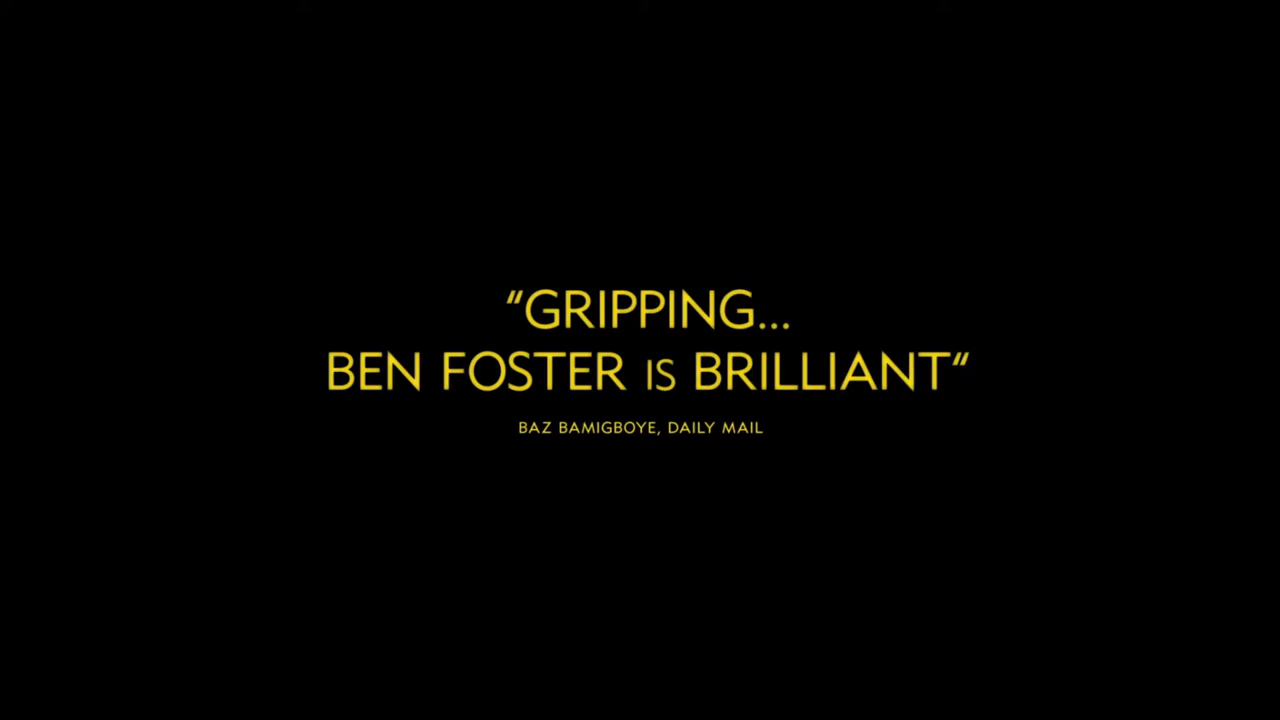 “GRIPPING...
BEN FOSTER IS BRILLIANT“
BAZ BAMIGBOYE, DAILY MAIL